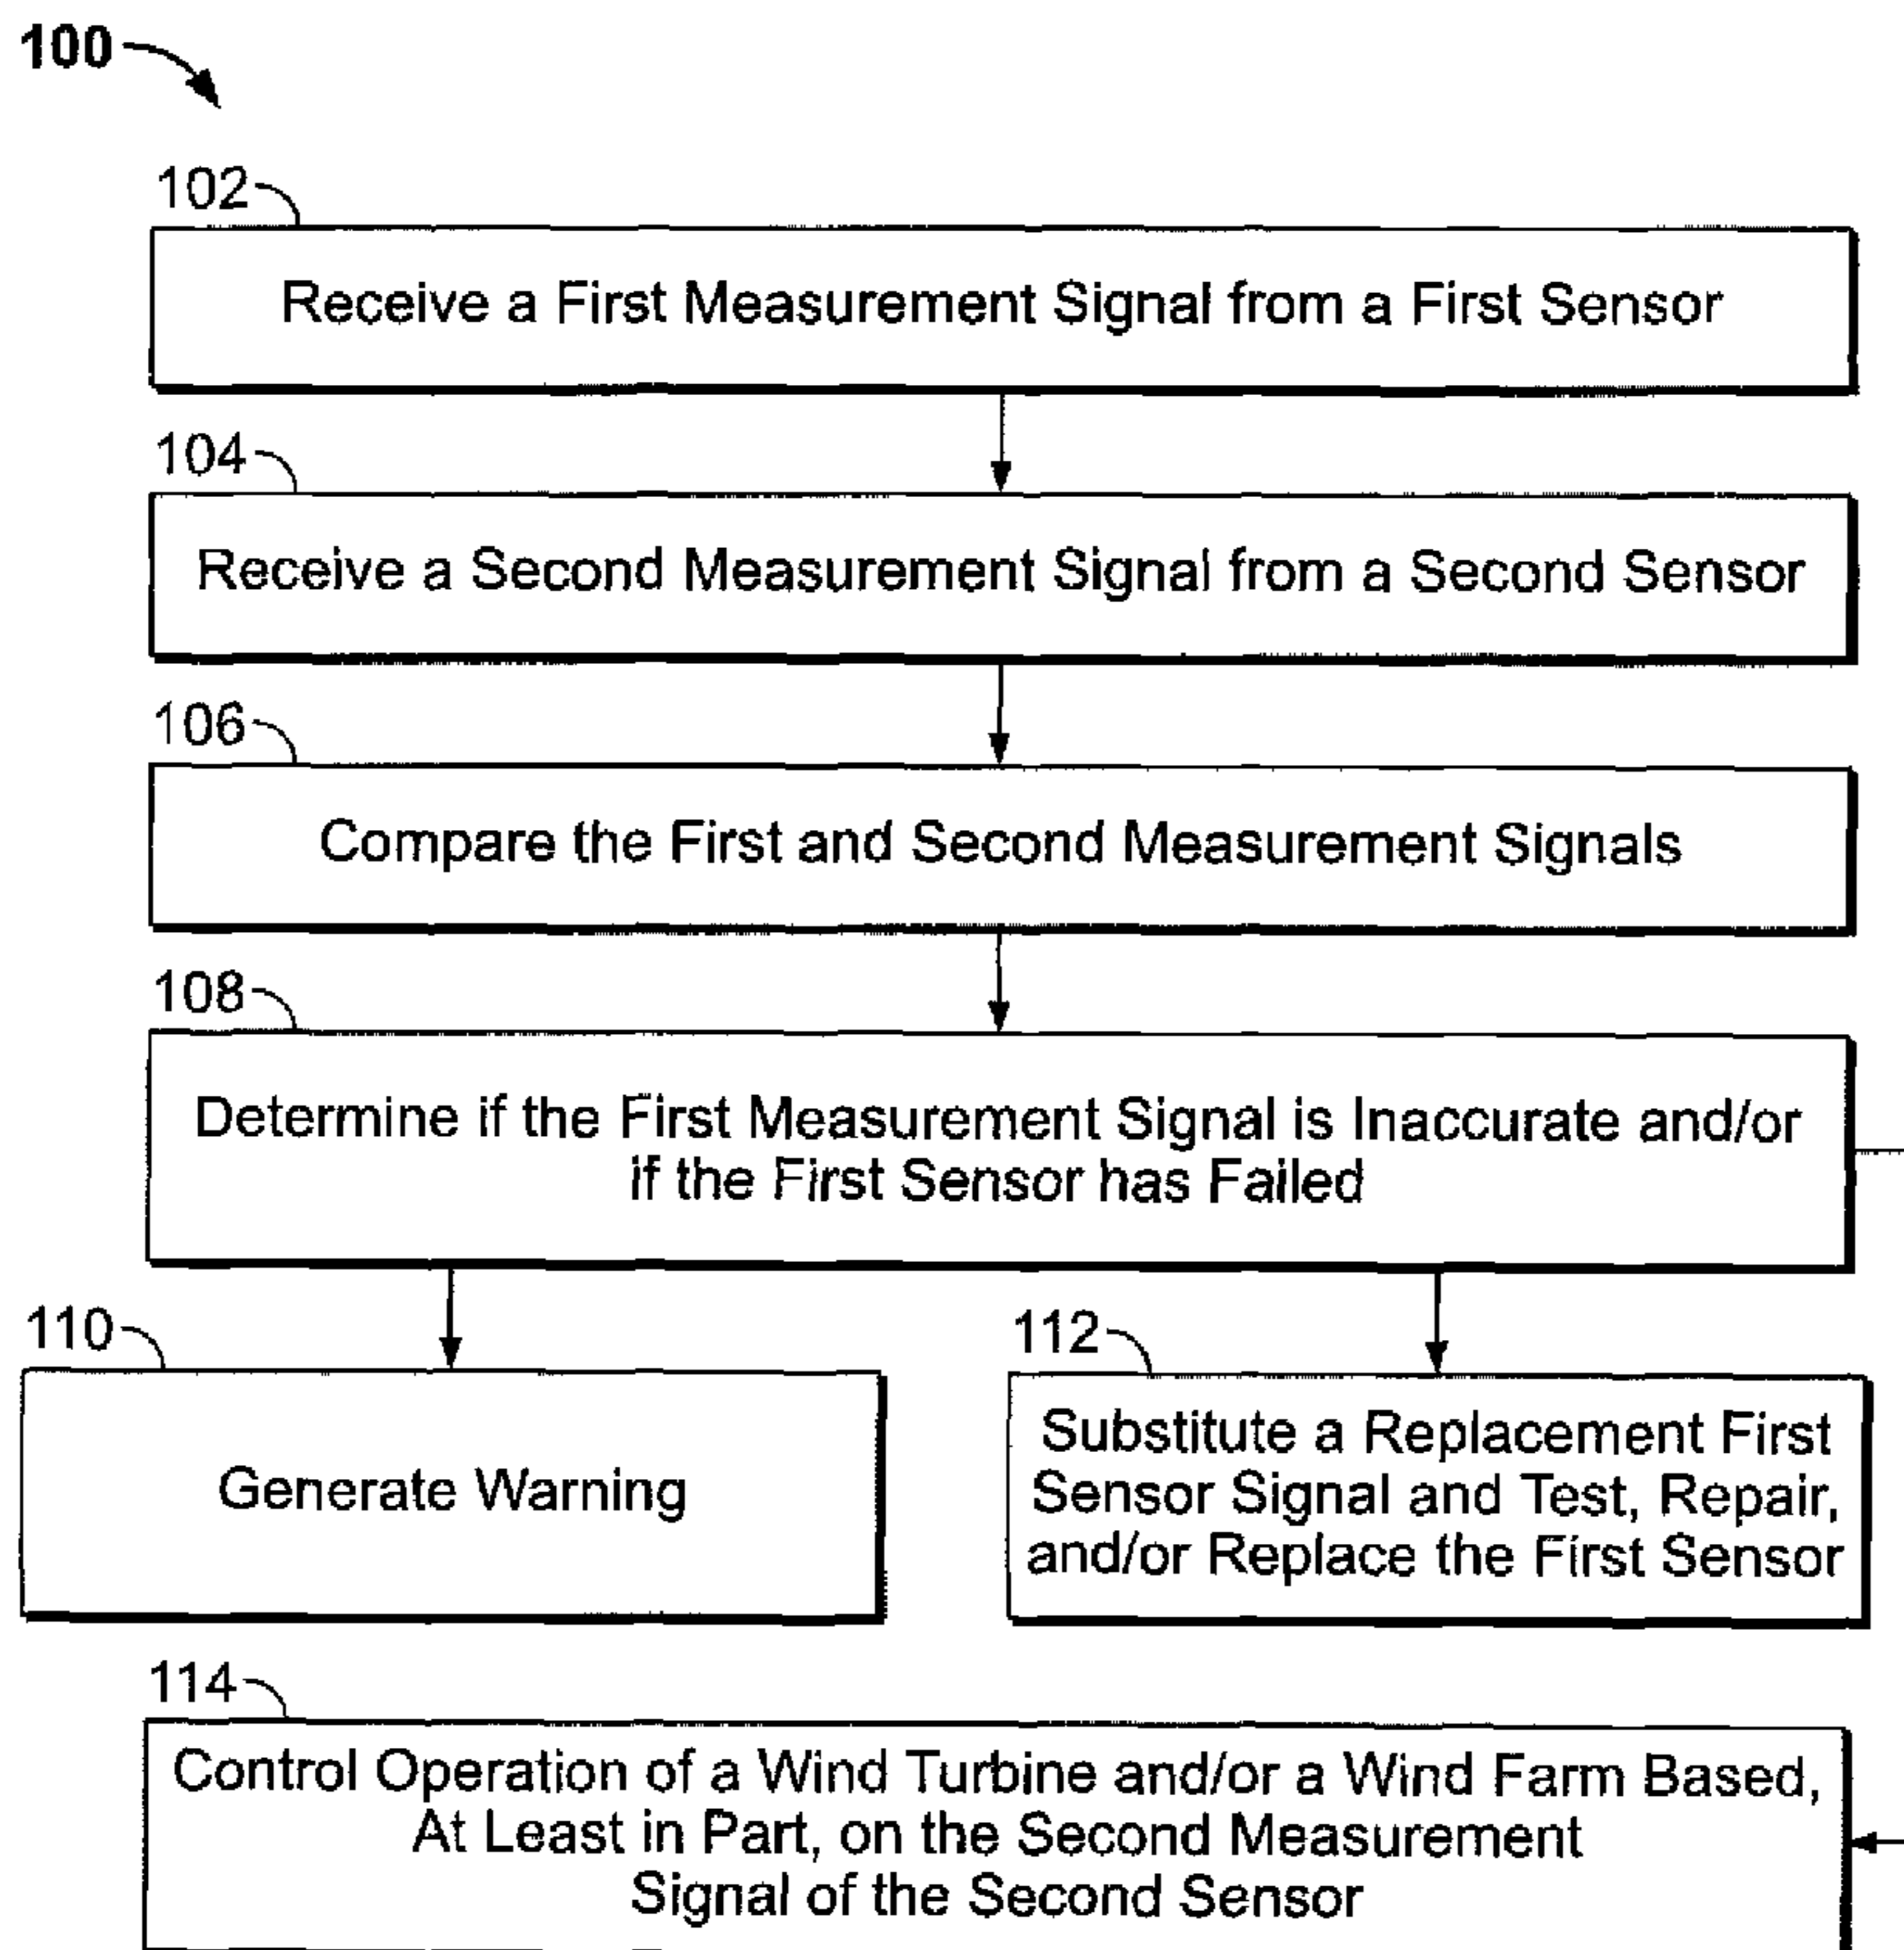 100
102
Receive a First Measurement Signal from a First Sensor
104
Receive a Second Measurement Signal from a Second Sensor
106
Compare the First and Second Measurement Signals
108
Determine if the First Measurement Signal is Inaccurate and/or
if the First Sensor has Failed
110
Generate Warning
112
Substitute a Replacement First
Sensor Signal and Test, Repair,
and/or Replace the First Sensor
114
Control Operation of a Wind Turbine and/or a Wind Farm Based,
At Least in Part, on the Second Measurement
Signal of the Second Sensor